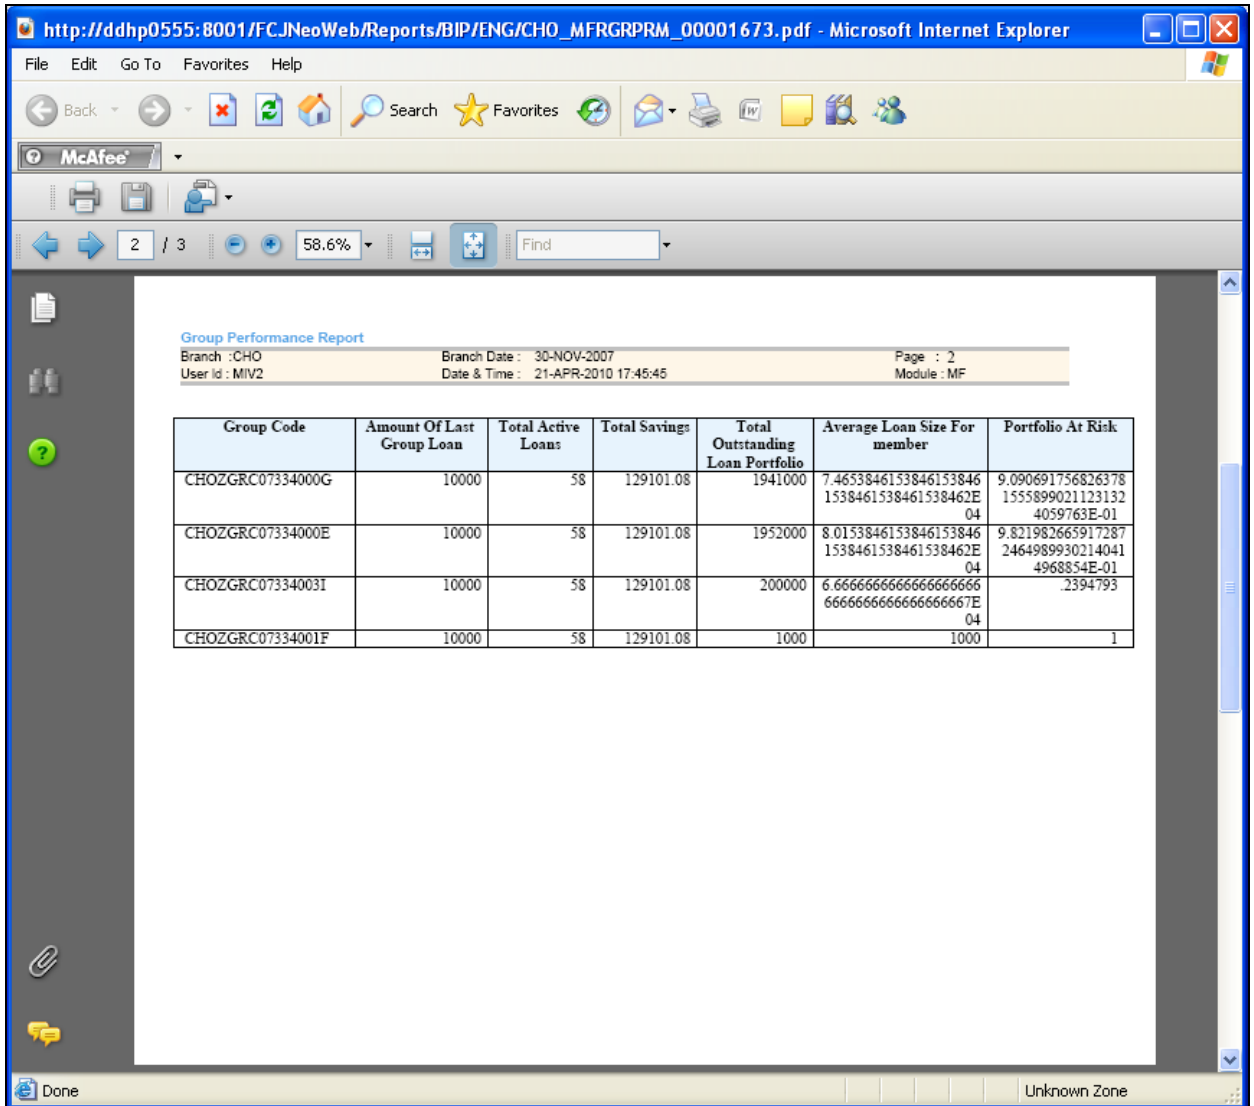 http://ddhp0555:8001/FCJNeoWeb/Reports/BIP/ENG/CHO_MFRGRPRM_00001673.pdf - Microsoft Internet Explorer
File Edit Go To Favorites Help
Back Search Favorites
McAfee
2 / 3 58.6% Find
Group Performance Report
Branch :CHO Branch Date : 30-NOV-2007 Page : 2
User Id : MIV2 Date & Time : 21-APR-2010 17:45:45 Module : MF
Group Code Amount Of Last Total Active Total Savings Total Average Loan Size For Portfolio At Risk
Group Loan Loans Outstanding member
Loan Portfolio
CHOZGRC07334000G 10000 58 129101.08 1941000 7.4653846153846153846 9.090691756826378
1538461538461538462E 1555899021123132
04 4059763E-01
CHOZGRC07334000E 10000 58 129101.08 1952000 8.0153846153846153846 9.821982665917287
1538461538461538462E 2464989930214041
04 4968854E-01
CHOZGRC07334003I 10000 58 129101.08 200000 6.6666666666666666666 .2394793
6666666666666666667E
04
CHOZGRC07334001F 10000 58 129101.08 1000 1000 1
Done Unknown Zone